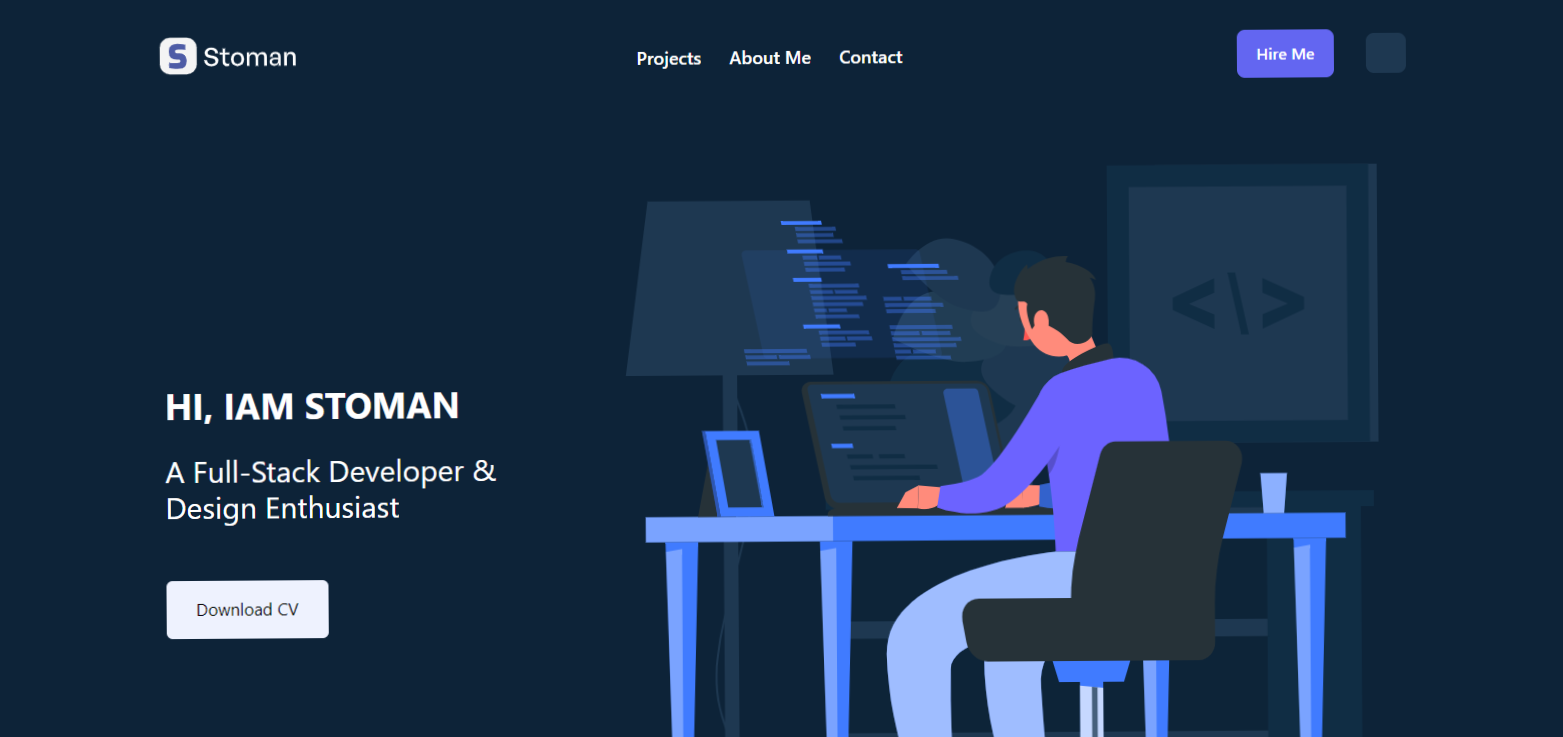 S Stoman
Projects About Me Contact
Hire Me
<\>
HI, IAM STOMAN
A Full-Stack Developer &
Design Enthusiast
Download CV